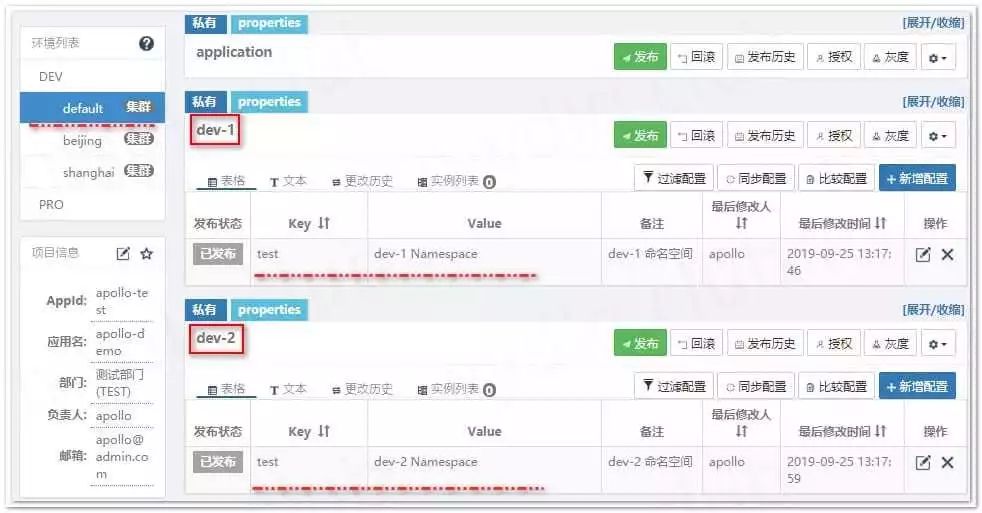 环境列表
DEV
default 集群
beijing 集群
shanghai 集群
PRO
项目信息
AppId: apollo-te
st
应用名: apollo-d
emo
部门: 测试部门
(TEST)
负责人: apollo
邮箱: apollo@
admin.co
m
私有 properties [展开/收缩]
application 发布 回滚 发布历史 授权 灰度
私有 properties [展开/收缩]
dev-1 发布 回滚 发布历史 授权 灰度
表格 T 文本 更改历史 实例列表 0 过滤配置 同步配置 比较配置 +新增配置
发布状态 Key Value 备注 最后修改人 最后修改时间 操作
已发布 test dev-1 Namespace dev-1 命名空间 apollo 2019-09-25 13:17:
46
私有 properties [展开/收缩]
dev-2 发布 回滚 发布历史 授权 灰度
表格 T 文本 更改历史 实例列表 0 过滤配置 同步配置 比较配置 +新增配置
发布状态 Key Value 备注 最后修改人 最后修改时间 操作
已发布 test dev-2 Namespace dev-2 命名空间 apollo 2019-09-25 13:17:
59